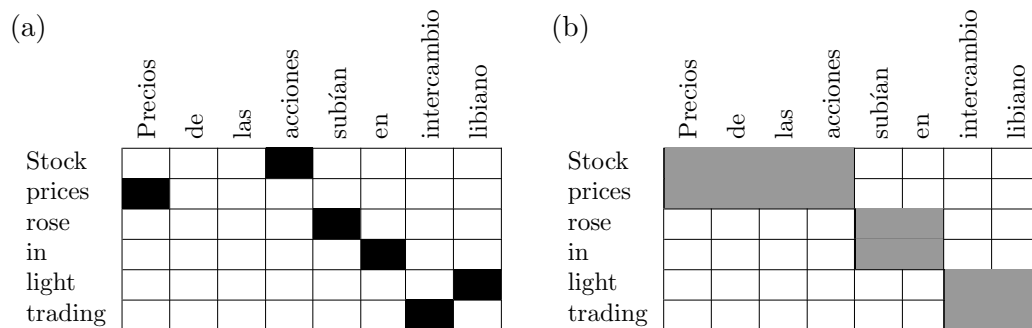 (a)
Precios
de
las
acciones
subían
en
intercambio
libiano
Stock
prices
rose
in
light
trading
(b)
Precios
de
las
acciones
subían
en
intercambio
libiano
Stock
prices
rose
in
light
trading